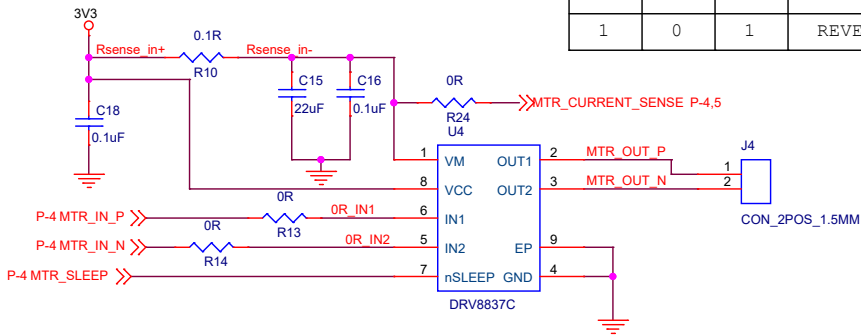 3V3
1 0 1 REVE
Rsense_in+ 0.1R Rsense_in-
R10
C15 C16
22uF 0.1uF
C18
0.1uF
0R MTR_CURRENT_SENSE P-4,5
R24
U4
1 VM OUT1 2 MTR_OUT_P
8 VCC OUT2 3 MTR_OUT_N
J4
1
2
CON_2POS_1.5MM
P-4 MTR_IN_P 0R 0R_IN1 6 IN1
R13
P-4 MTR_IN_N 0R 0R_IN2 5 IN2 EP 9
R14
P-4 MTR_SLEEP 7 nSLEEP GND 4
DRV8837C